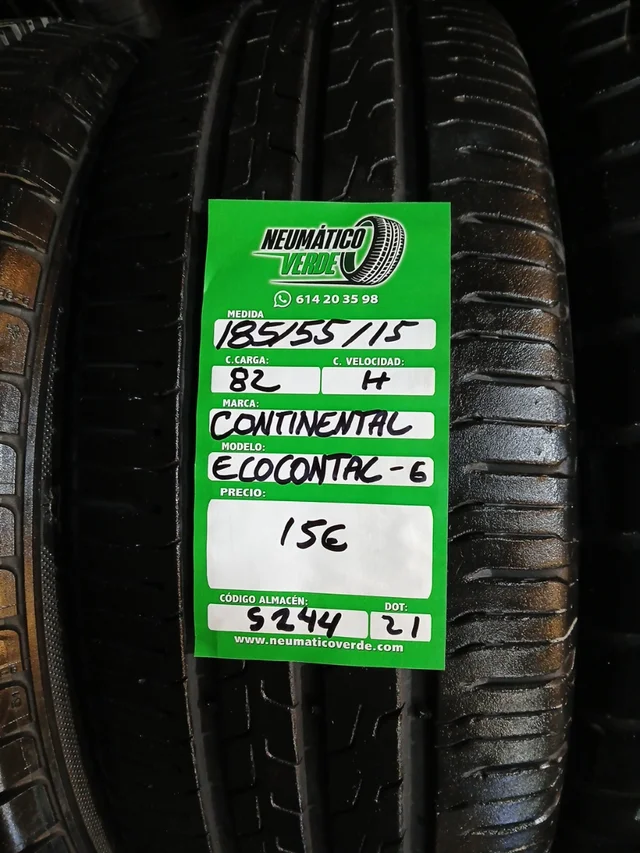 NEUMÁTICO
VERDE
614 20 35 98
MEDIDA
185/55/15
C.CARGA: C. VELOCIDAD:
82 H
MARCA:
CONTINENTAL
MODELO:
ECOCONTAC-6
PRECIO:
15€
CÓDIGO ALMACÉN: DOT:
S244 21
www.neumaticoverde.com